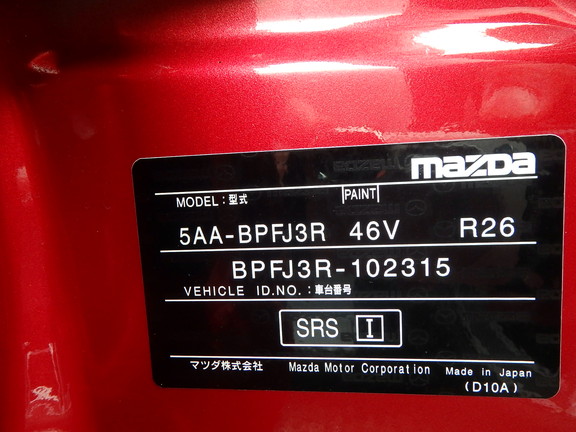 mazda
MODEL：型式 PAINT
5AA-BPFJ3R 46V R26
BPFJ3R-102315
VEHICLE ID.NO.：車台番号
SRS I
マツダ株式会社 Mazda Motor Corporation Made in Japan
(D10A)